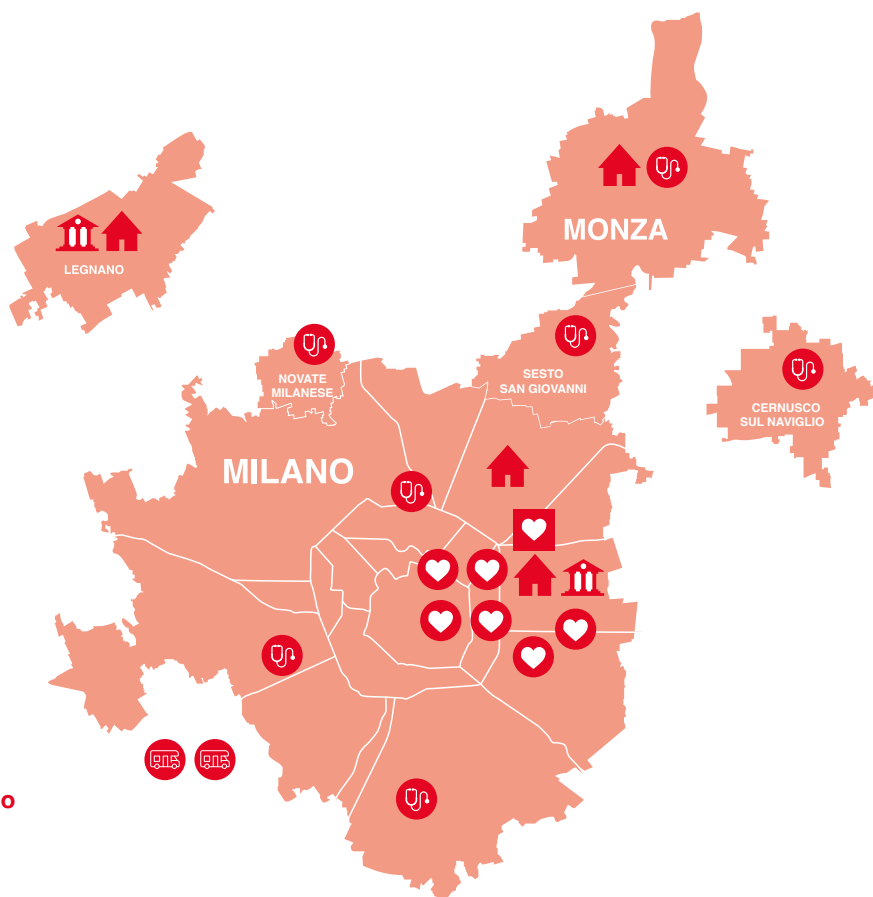 MONZA
LEGNANO
NOVATE
MILANESE
SESTO
SAN GIOVANNI
CERNUSCO
SUL NAVIGLIO
MILANO
o